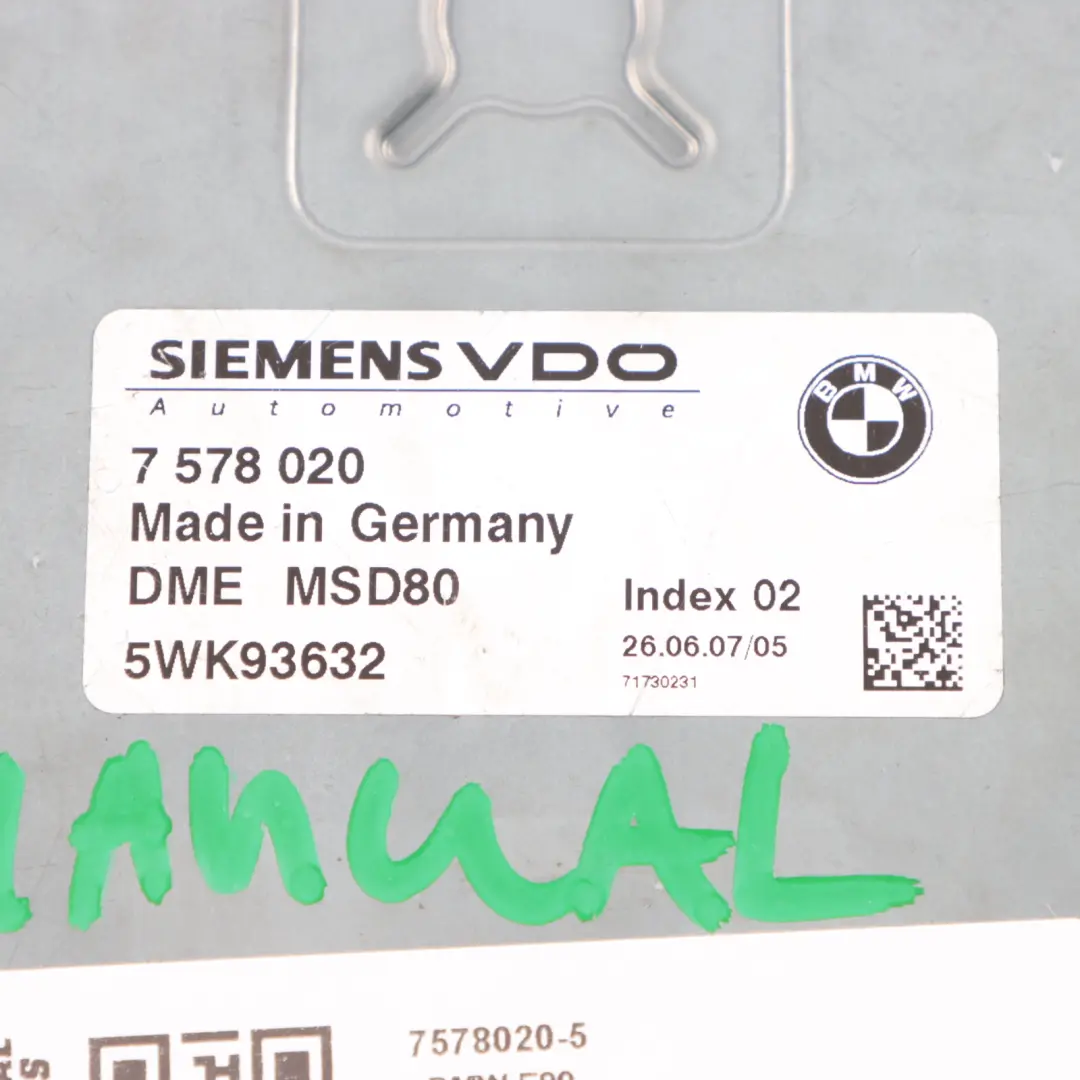 SIEMENS VDO
Automotive
BMW
7 578 020
Made in Germany
DME MSD80
Index 02
5WK93632
26.06.07/05
71730231
MANUAL
7578020-5